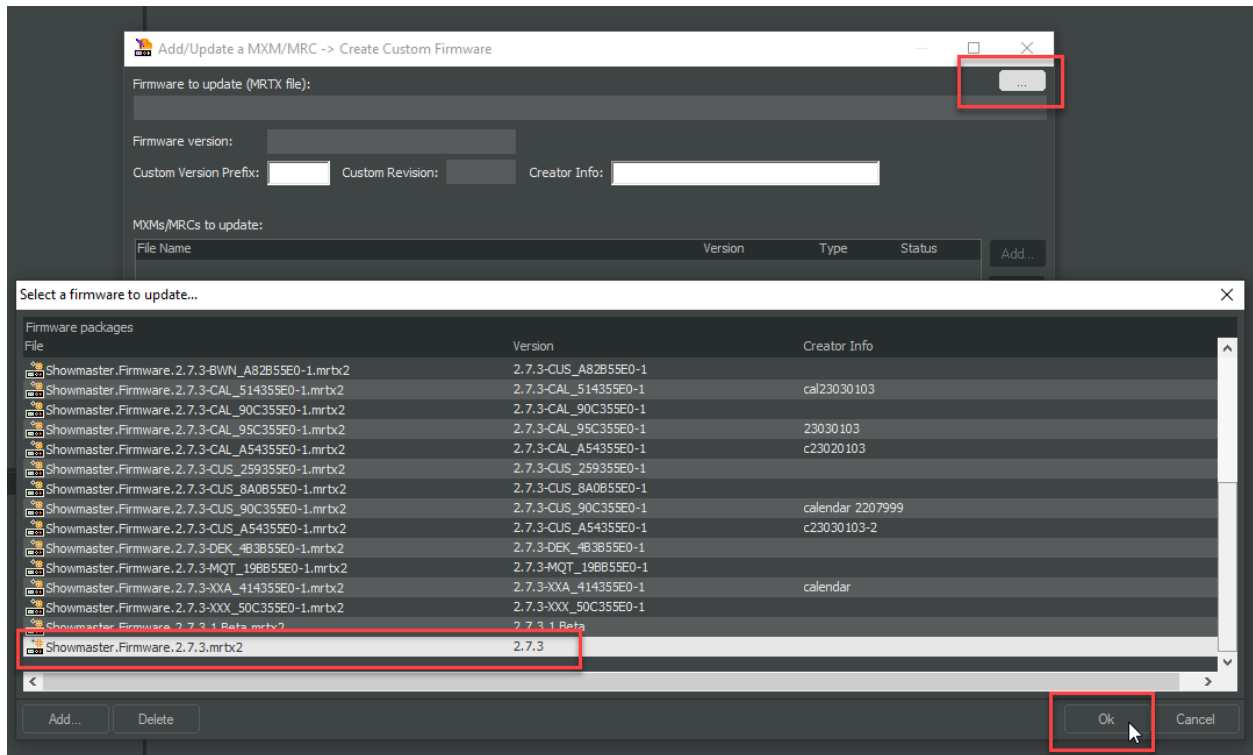 Add/Update a MXM/MRC -> Create Custom Firmware
Firmware to update (MRTX file):
...
Firmware version:
Custom Version Prefix: Custom Revision: Creator Info:
MXMs/MRCs to update:
File Name Version Type Status
Add...
Select a firmware to update...
Firmware packages
File Version Creator Info
Showmaster.Firmware.2.7.3-BWN_A82B55E0-1.mrtx2 2.7.3-CUS_A82B55E0-1
Showmaster.Firmware.2.7.3-CAL_514355E0-1.mrtx2 2.7.3-CAL_514355E0-1 cal23030103
Showmaster.Firmware.2.7.3-CAL_90C355E0-1.mrtx2 2.7.3-CAL_90C355E0-1
Showmaster.Firmware.2.7.3-CAL_95C355E0-1.mrtx2 2.7.3-CAL_95C355E0-1 23030103
Showmaster.Firmware.2.7.3-CAL_A54355E0-1.mrtx2 2.7.3-CAL_A54355E0-1 c23020103
Showmaster.Firmware.2.7.3-CUS_259355E0-1.mrtx2 2.7.3-CUS_259355E0-1
Showmaster.Firmware.2.7.3-CUS_8A0B55E0-1.mrtx2 2.7.3-CUS_8A0B55E0-1
Showmaster.Firmware.2.7.3-CUS_90C355E0-1.mrtx2 2.7.3-CUS_90C355E0-1 calendar 2207999
Showmaster.Firmware.2.7.3-CUS_A54355E0-1.mrtx2 2.7.3-CUS_A54355E0-1 c23030103-2
Showmaster.Firmware.2.7.3-DEK_4B3B55E0-1.mrtx2 2.7.3-DEK_4B3B55E0-1
Showmaster.Firmware.2.7.3-MQT_19BB55E0-1.mrtx2 2.7.3-MQT_19BB55E0-1
Showmaster.Firmware.2.7.3-XXA_414355E0-1.mrtx2 2.7.3-XXA_414355E0-1 calendar
Showmaster.Firmware.2.7.3-XXX_50C355E0-1.mrtx2 2.7.3-XXX_50C355E0-1
Showmaster.Firmware.2.7.3.1 Beta.mrtx2 2.7.3.1 Beta
Showmaster.Firmware.2.7.3.mrtx2 2.7.3
Add... Delete Ok Cancel